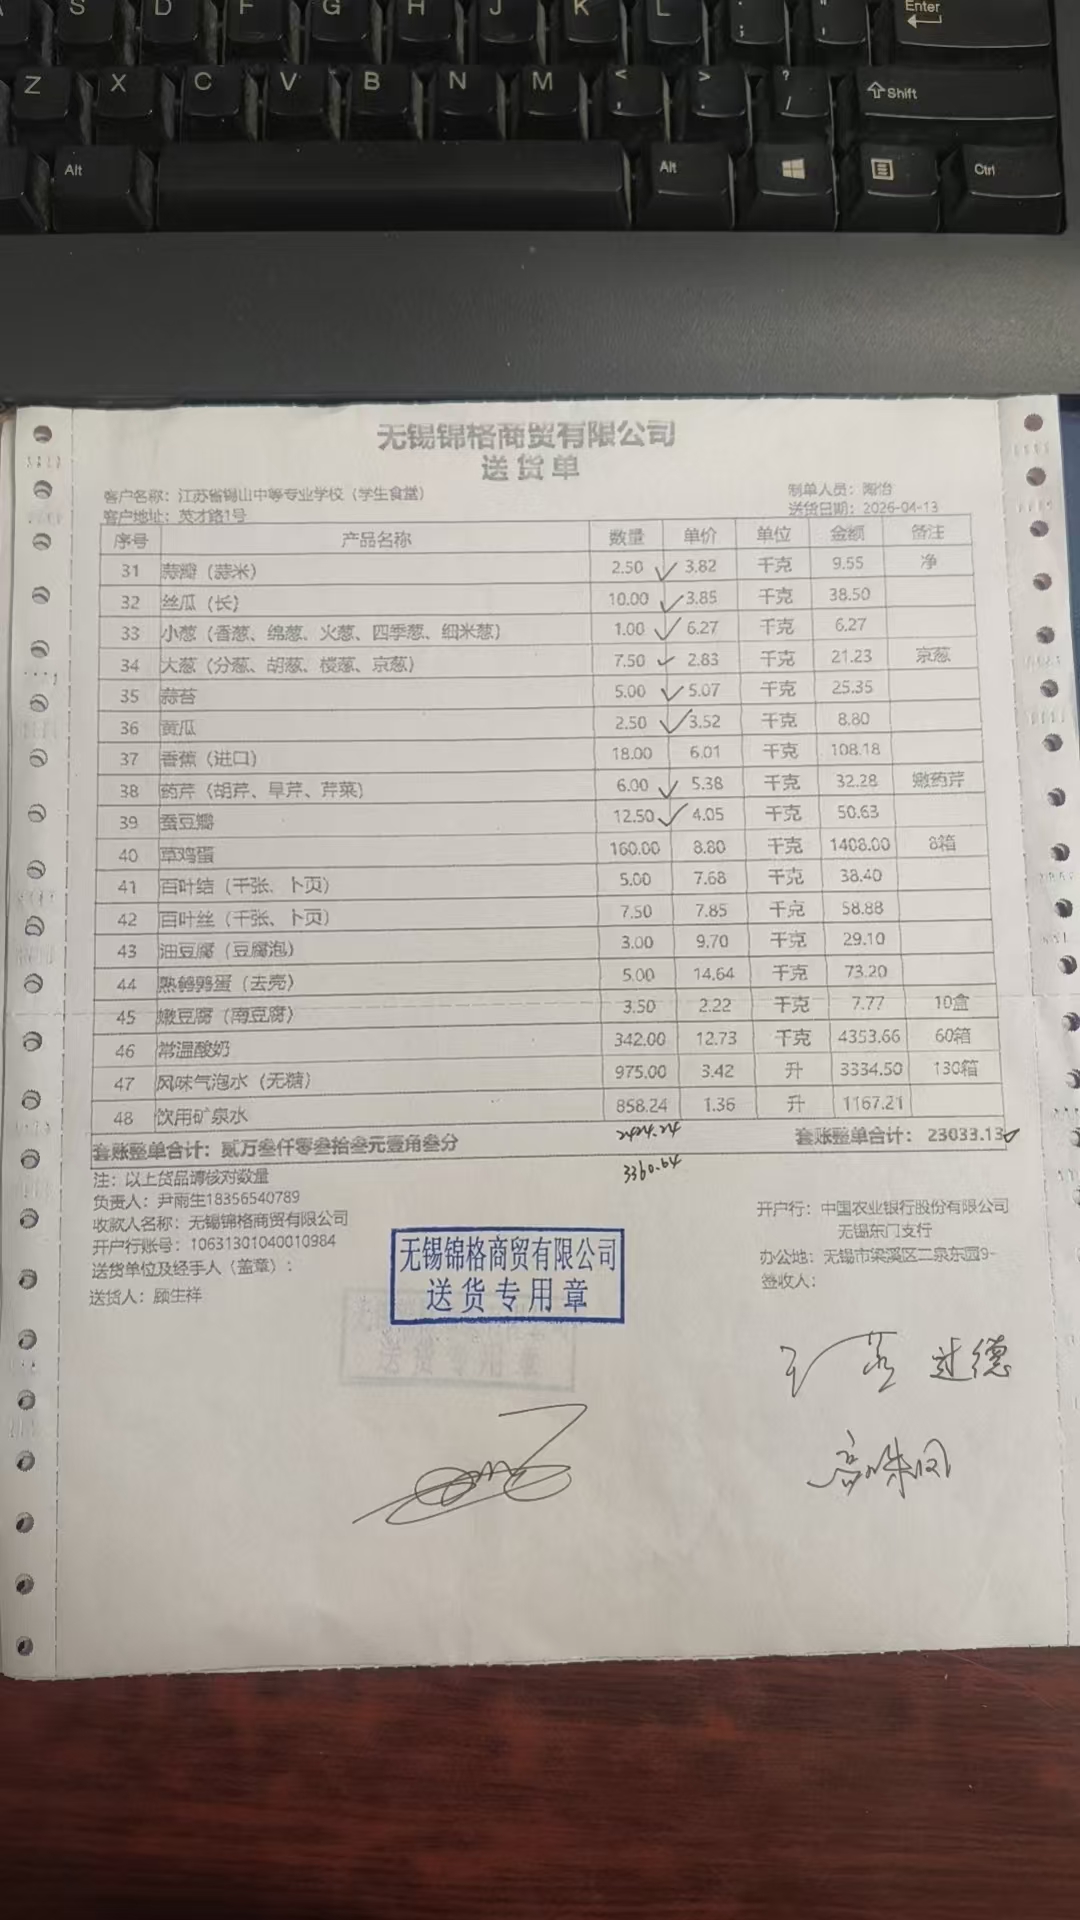 A S D F G H J K L : ; " ' Enter
Z X C V B N M < , > . ? / Shift
Alt Alt Ctrl
无锡锦格商贸有限公司
送货单
客户名称：江苏省锡山中等专业学校（学生食堂） 制单人员：陶怡
客户地址：英才路1号 送货日期：2026-04-13
序号 产品名称 数量 单价 单位 金额 备注
31 蒜瓣（蒜米） 2.50 3.82 千克 9.55 净
32 丝瓜（长） 10.00 3.85 千克 38.50
33 小葱（香葱、绵葱、火葱、四季葱、细米葱） 1.00 6.27 千克 6.27
34 大葱（分葱、胡葱、楼葱、京葱） 7.50 2.83 千克 21.23 京葱
35 蒜苔 5.00 5.07 千克 25.35
36 黄瓜 2.50 3.52 千克 8.80
37 香蕉（进口） 18.00 6.01 千克 108.18
38 药芹（胡芹、旱芹、芹菜） 6.00 5.38 千克 32.28 嫩药芹
39 蚕豆瓣 12.50 4.05 千克 50.63
40 草鸡蛋 160.00 8.80 千克 1408.00 8箱
41 百叶结（千张、卜页） 5.00 7.68 千克 38.40
42 百叶丝（千张、卜页） 7.50 7.85 千克 58.88
43 油豆腐（豆腐泡） 3.00 9.70 千克 29.10
44 熟鹌鹑蛋（去壳） 5.00 14.64 千克 73.20
45 嫩豆腐（南豆腐） 3.50 2.22 千克 7.77 10盒
46 常温酸奶 342.00 12.73 千克 4353.66 60箱
47 风味气泡水（无糖） 975.00 3.42 升 3334.50 130箱
48 饮用矿泉水 858.24 1.36 升 1167.21
套账整单合计：贰万叁仟零叁拾叁元壹角叁分 2424.24 套账整单合计：23033.13
3360.64
注：以上货品请核对数量
负责人：尹雨生18356540789
收款人名称：无锡锦格商贸有限公司
开户行账号：10631301040010984
送货单位及经手人（盖章）：
送货人：顾生祥
开户行：中国农业银行股份有限公司
无锡东门支行
办公地：无锡市梁溪区二泉东园9-
签收人：
无锡锦格商贸有限公司
送货专用章
送货专用章
过德